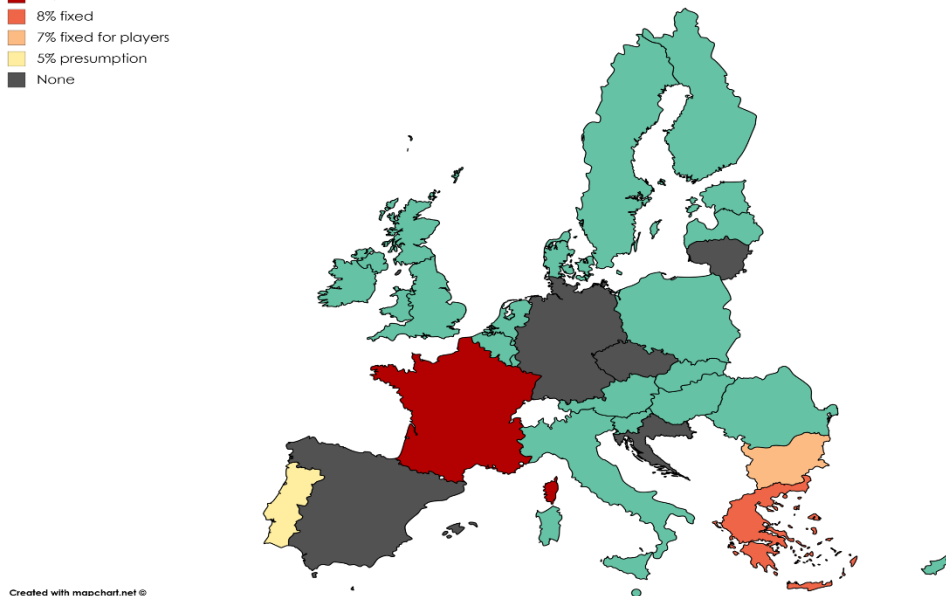 8% fixed
7% fixed for players
5% presumption
None
Created with mapchart.net ©